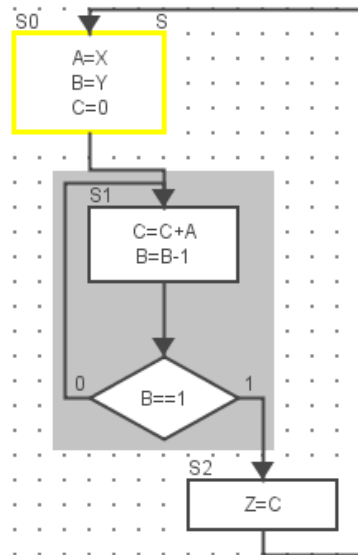 S0 S
A=X
B=Y
C=0
S1
C=C+A
B=B-1
0 B==1 1
S2
Z=C